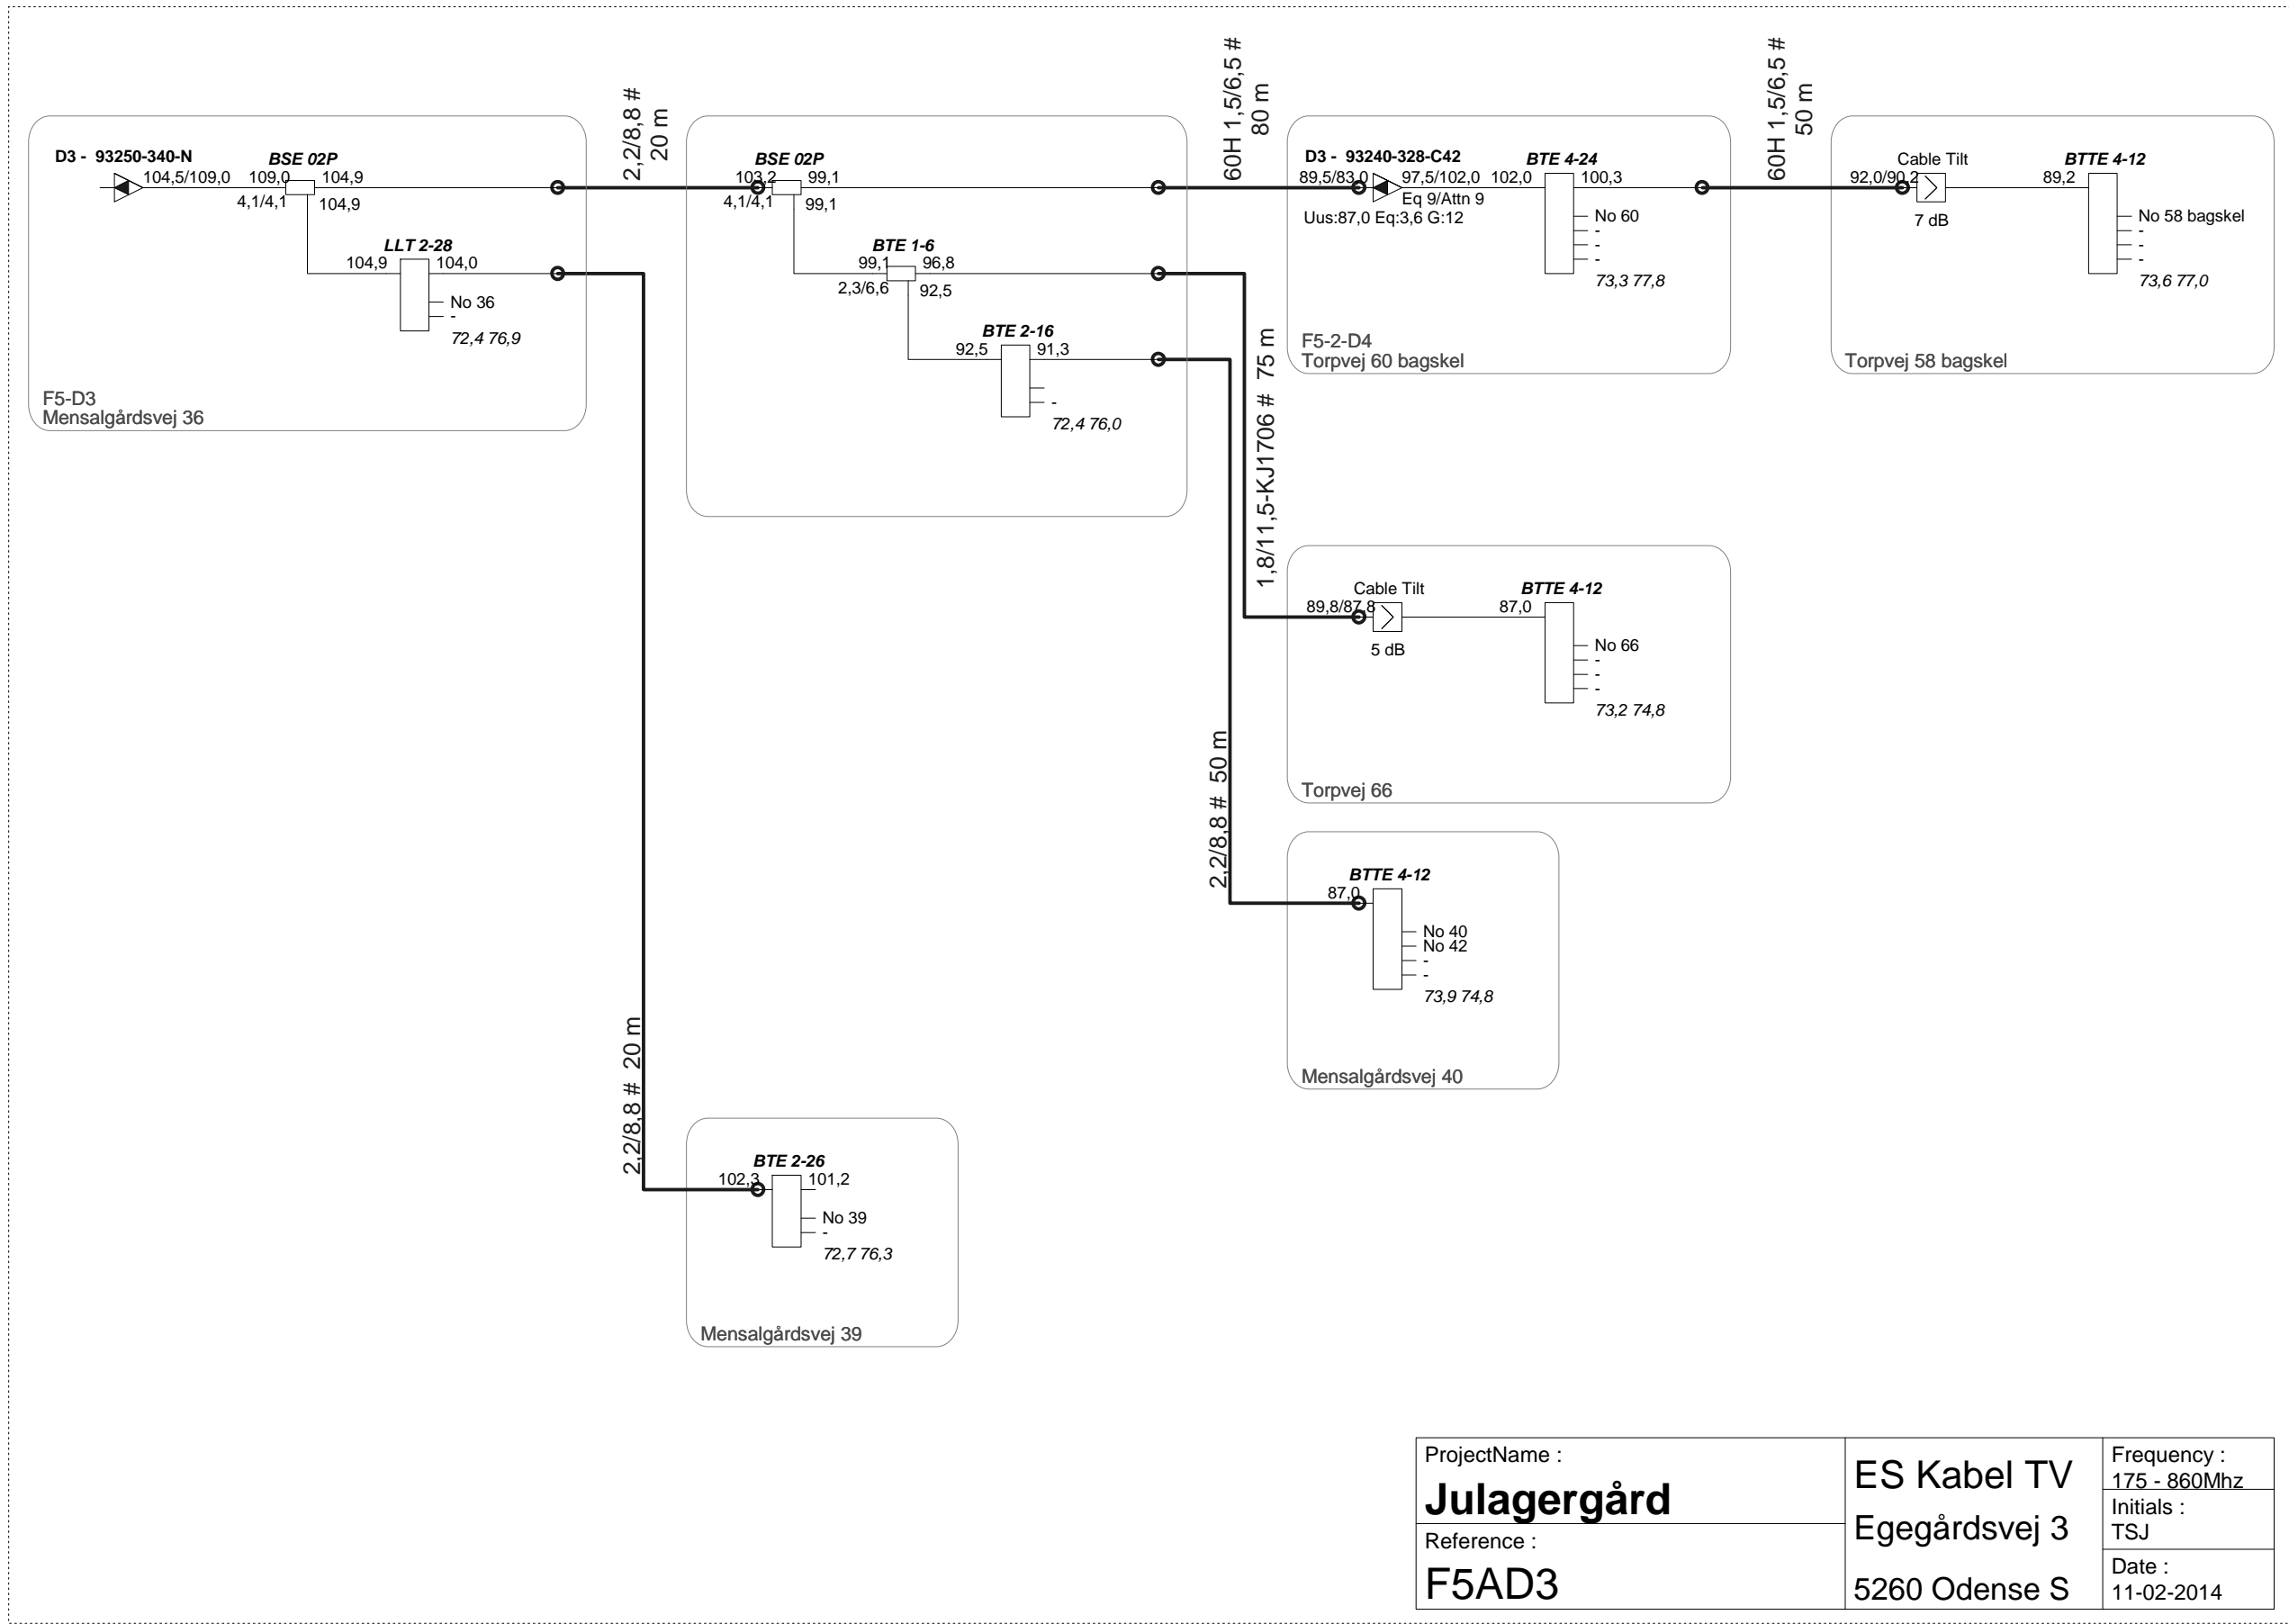 2,2/8,8 #
20 m
60H 1,5/6,5 #
80 m
60H 1,5/6,5 #
50 m
D3 - 93250-340-N
BSE 02P
104,5/109,0
109,0
104,9
4,1/4,1
104,9
LLT 2-28
104,9
104,0
No 36
-
72,4 76,9
F5-D3
Mensalgårdsvej 36
BSE 02P
103,2
99,1
4,1/4,1
99,1
BTE 1-6
99,1
96,8
2,3/6,6
92,5
BTE 2-16
92,5
91,3
-
72,4 76,0
D3 - 93240-328-C42
BTE 4-24
89,5/83,0
97,5/102,0
102,0
100,3
Eq 9/Attn 9
Uus:87,0 Eq:3,6 G:12
No 60
-
-
-
73,3 77,8
F5-2-D4
Torpvej 60 bagskel
Cable Tilt
BTTE 4-12
92,0/90,2
89,2
7 dB
No 58 bagskel
-
-
-
73,6 77,0
Torpvej 58 bagskel
1,8/11,5-KJ1706 # 75 m
Cable Tilt
BTTE 4-12
89,8/87,8
87,0
5 dB
No 66
-
-
-
73,2 74,8
Torpvej 66
2,2/8,8 # 50 m
BTTE 4-12
87,0
No 40
No 42
-
-
73,9 74,8
Mensalgårdsvej 40
2,2/8,8 # 20 m
BTE 2-26
102,3
101,2
No 39
-
72,7 76,3
Mensalgårdsvej 39
ProjectName :
Julagergård
Reference :
F5AD3
ES Kabel TV
Egegårdsvej 3
5260 Odense S
Frequency :
175 - 860Mhz
Initials :
TSJ
Date :
11-02-2014